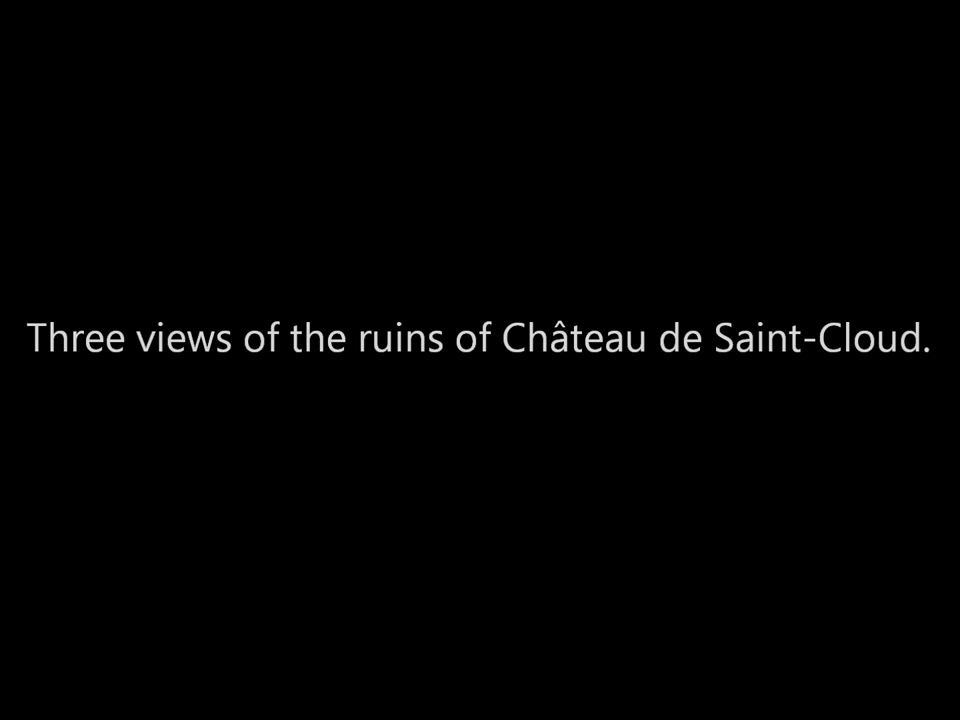 Three views of the ruins of Château de Saint-Cloud.